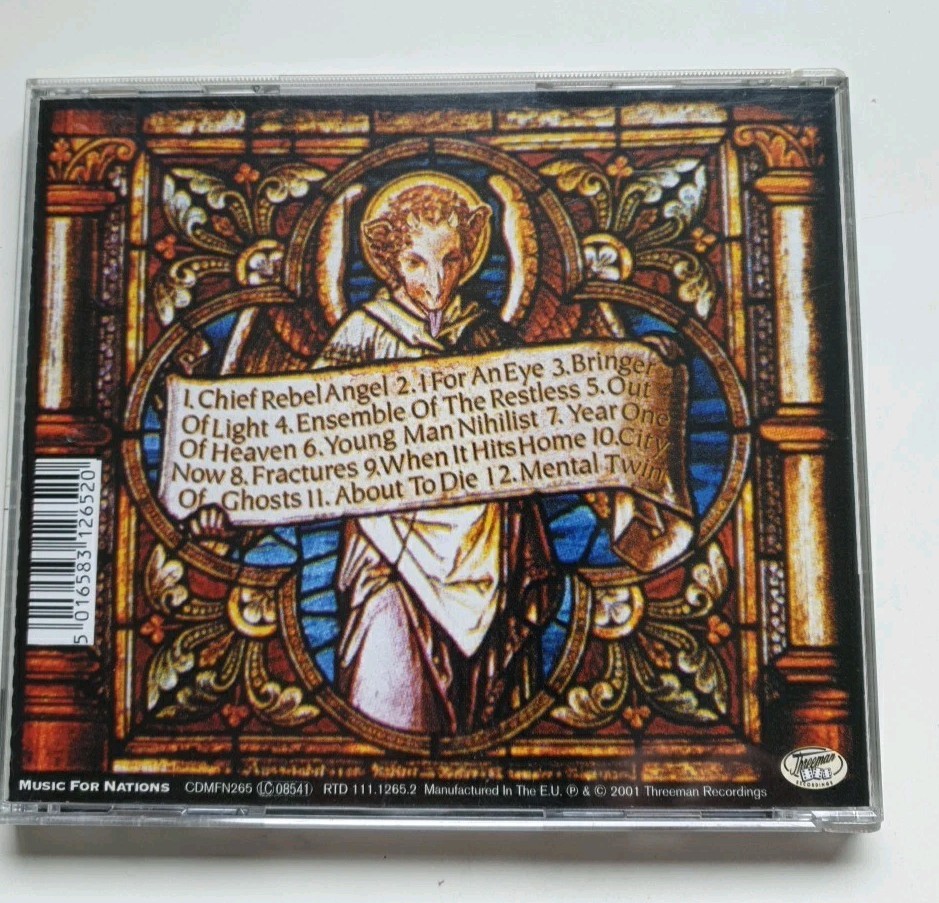 1. Chief Rebel Angel 2. I For An Eye 3. Bringer
Of Light 4. Ensemble Of The Restless 5. Out
Of Heaven 6. Young Man Nihilist 7. Year One
Now 8. Fractures 9. When It Hits Home 10. City
Of Ghosts 11. About To Die 12. Mental Twin
5 016583 126520
MUSIC FOR NATIONS CDMFN265 LC 08541 RTD 111.1265.2 Manufactured In The E.U. ℗ & © 2001 Threeman Recordings
Threeman
RECORDINGS